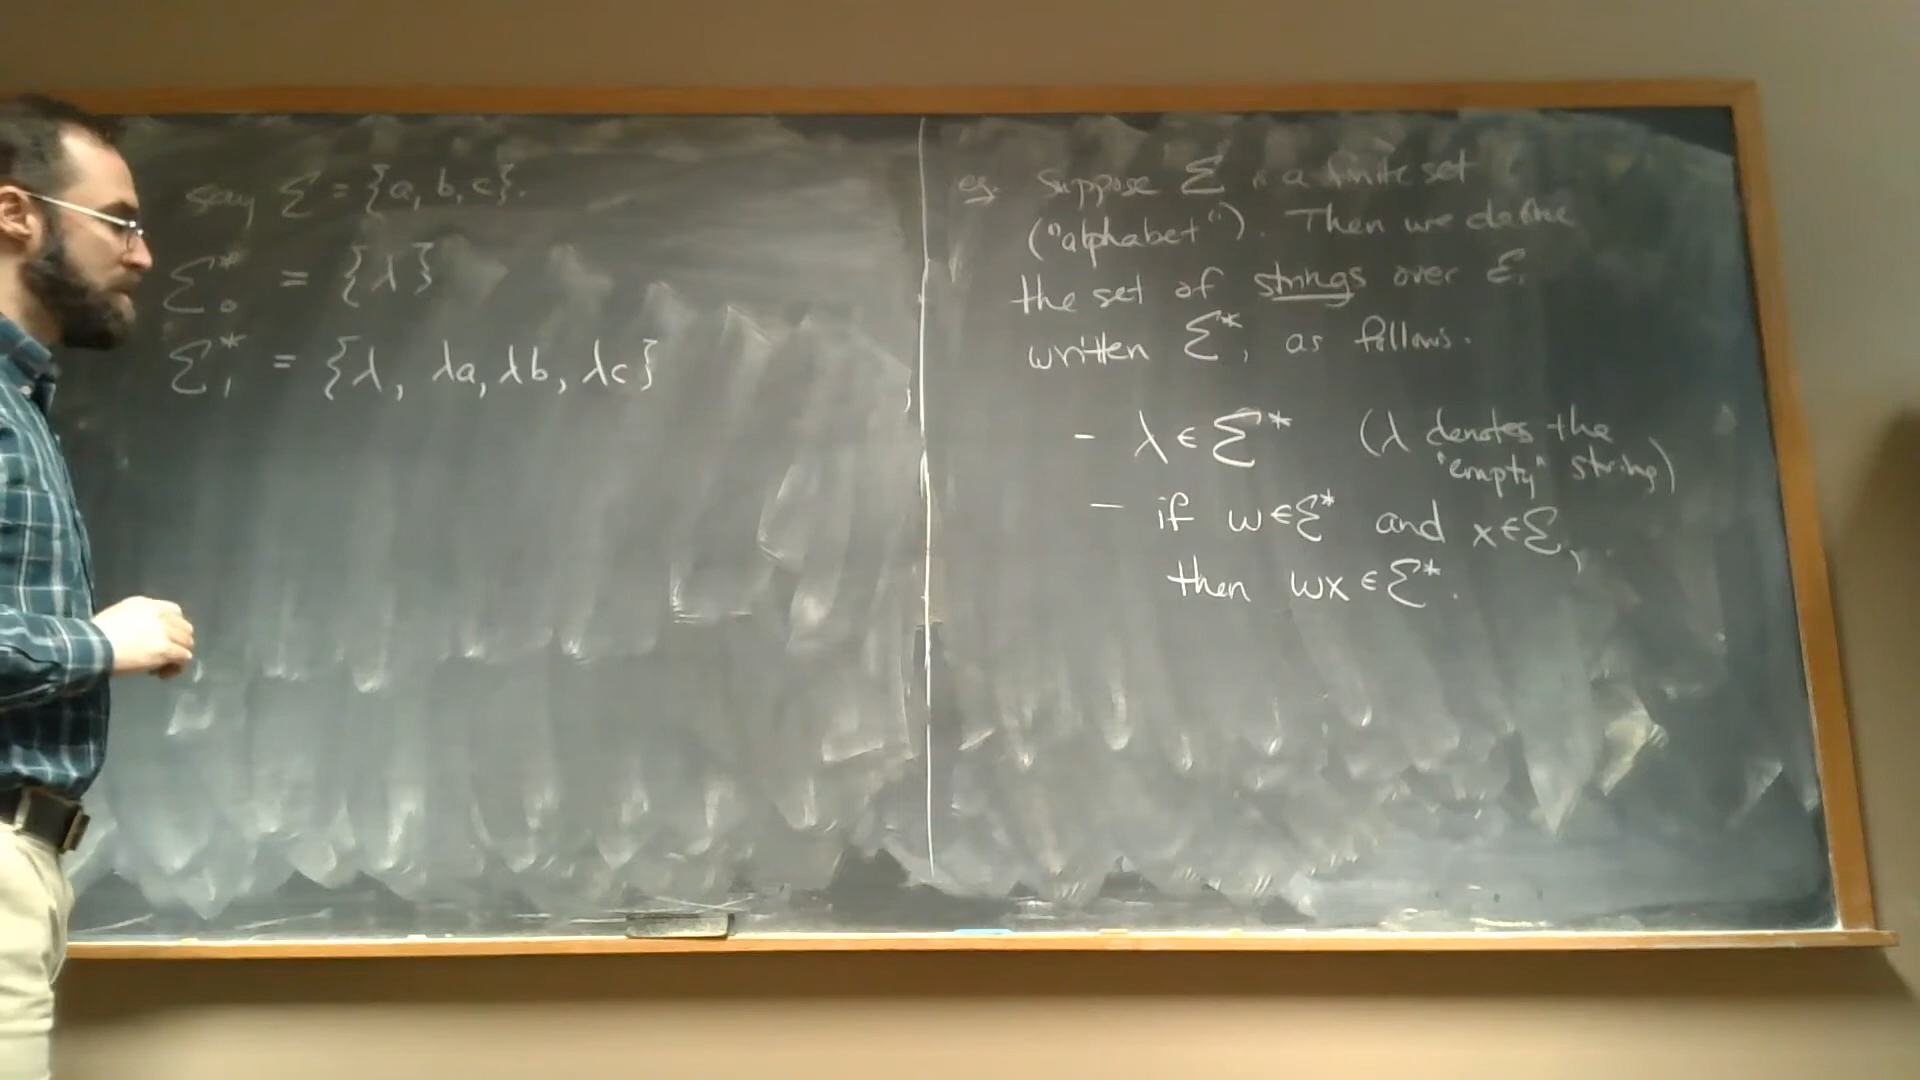 say Σ = {a, b, c}.
Σ*₀ = {λ}
Σ*₁ = {λ, λa, λb, λc}
eg. Suppose Σ is a finite set
("alphabet"). Then we define
the set of strings over Σ,
written Σ*, as follows.
- λ ∈ Σ* (λ denotes the
"empty" string)
- if w ∈ Σ* and x ∈ Σ,
then wx ∈ Σ*.